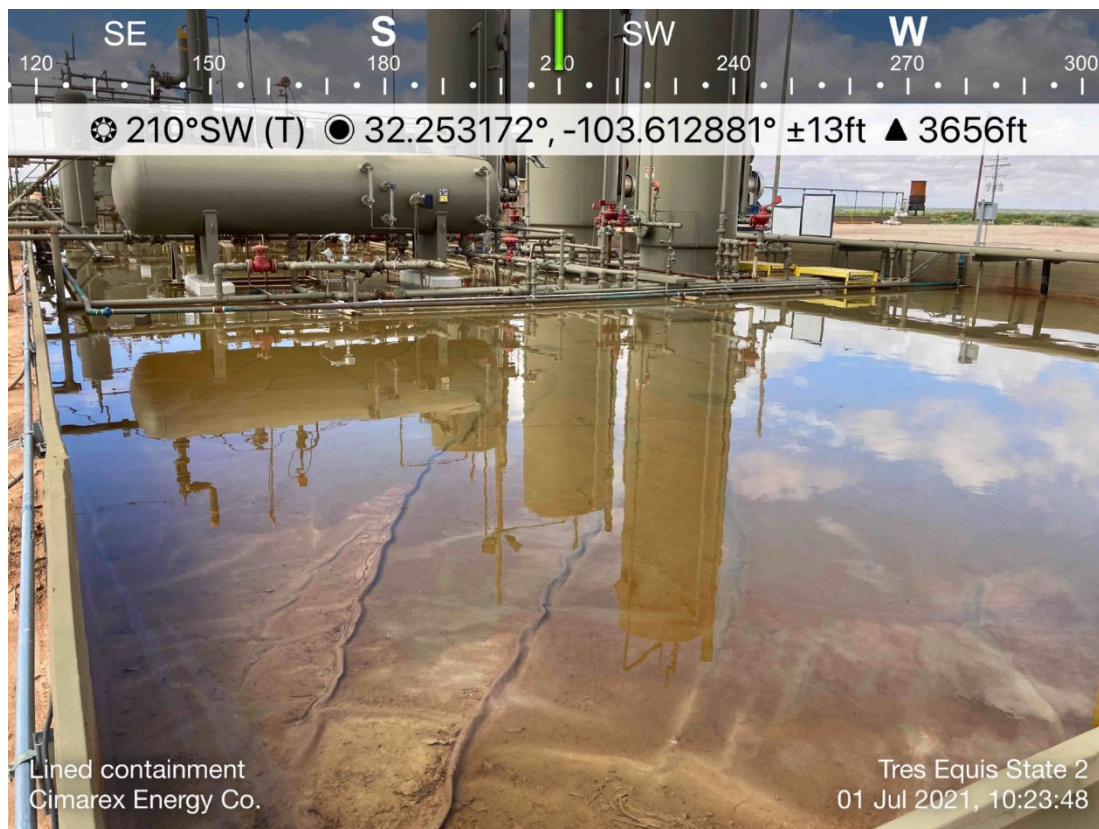 SE S SW W
120 150 180 210 240 270 300
210°SW (T) 32.253172°, -103.612881° ±13ft ▲ 3656ft
Lined containment
Cimarex Energy Co.
Tres Equis State 2
01 Jul 2021, 10:23:48